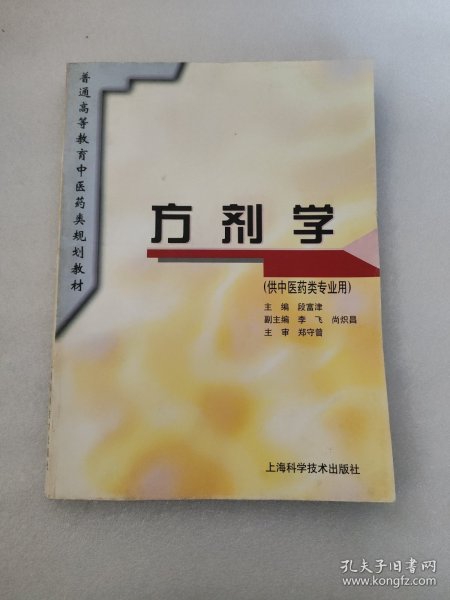 普通高等教育中医药类规划教材
方剂学
(供中医药类专业用)
主 编 段富津
副主编 李 飞 尚炽昌
主 审 郑守曾
上海科学技术出版社
孔夫子旧书网
www.kongfz.com